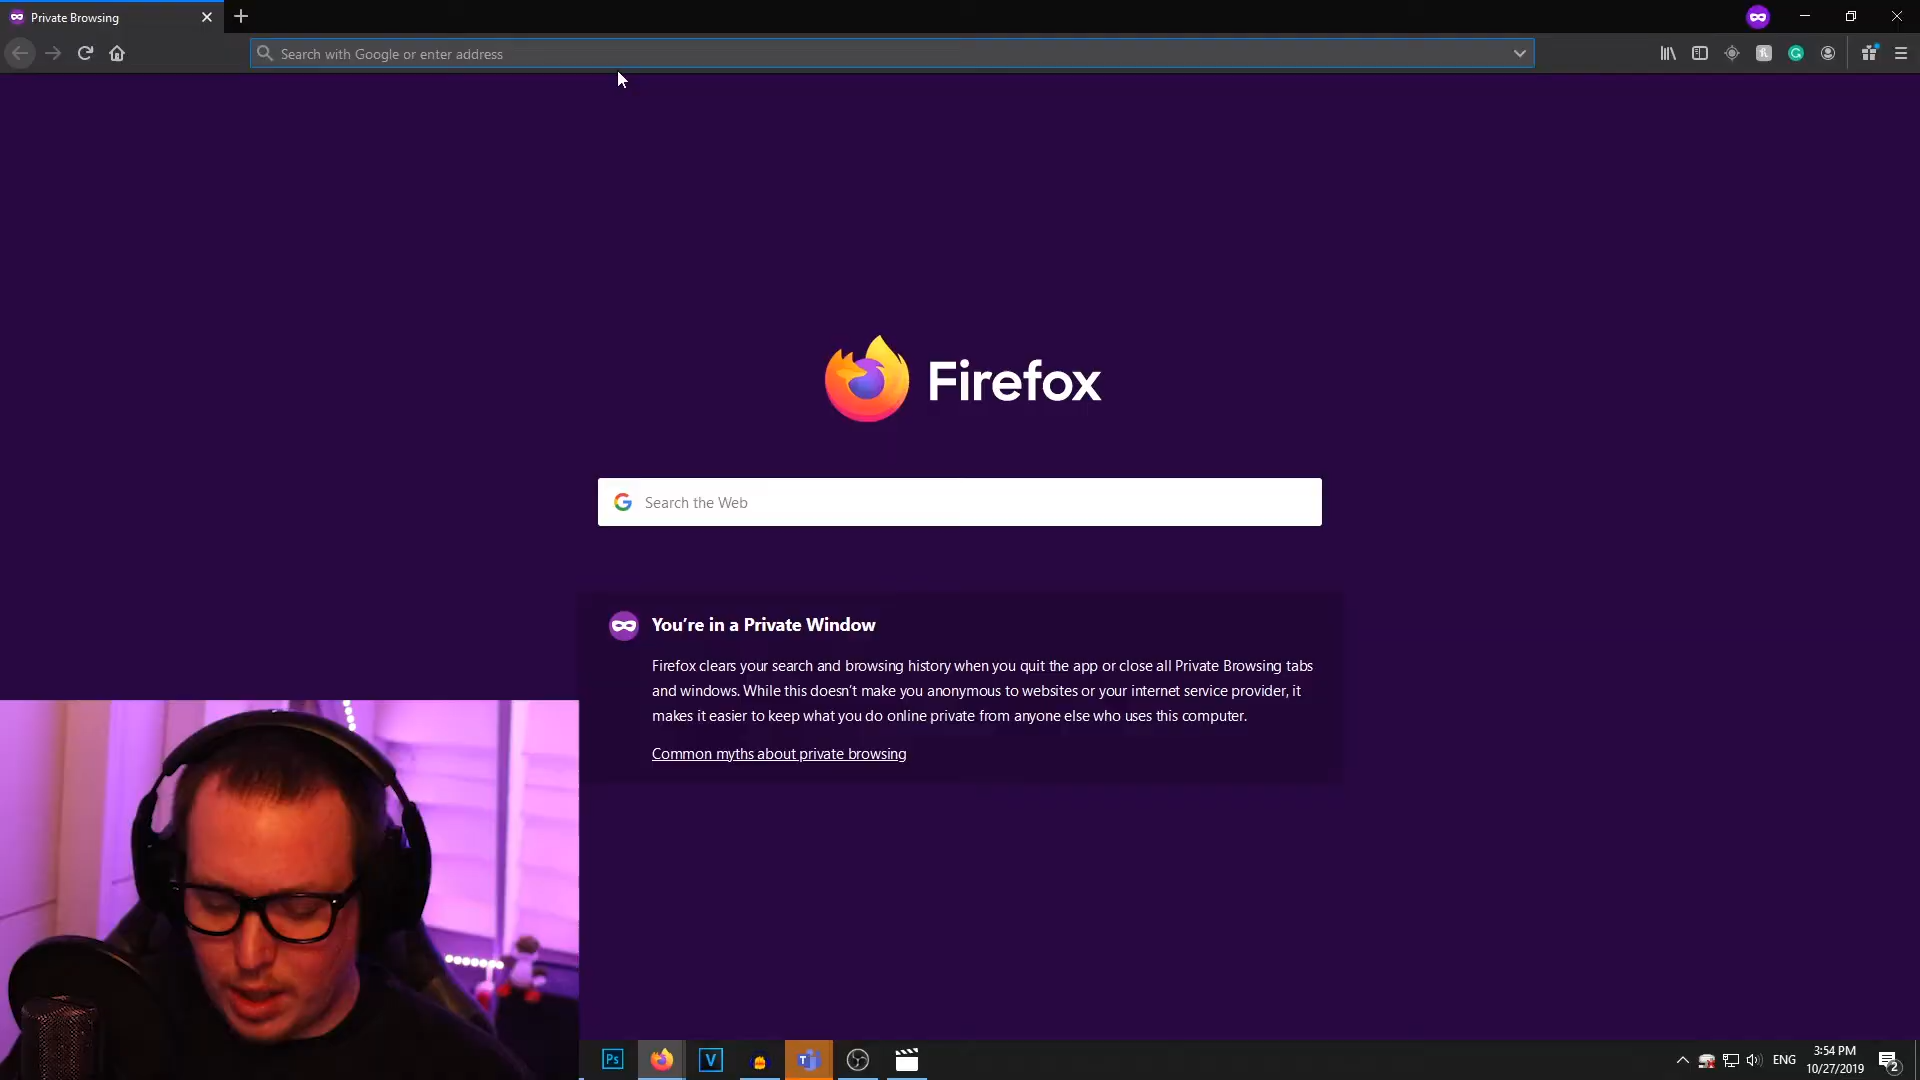 Private Browsing
Search with Google or enter address
Firefox
Search the Web
You're in a Private Window
Firefox clears your search and browsing history when you quit the app or close all Private Browsing tabs
and windows. While this doesn't make you anonymous to websites or your internet service provider, it
makes it easier to keep what you do online private from anyone else who uses this computer.
Common myths about private browsing
Ps
V
T
ENG
3:54 PM
10/27/2019
2